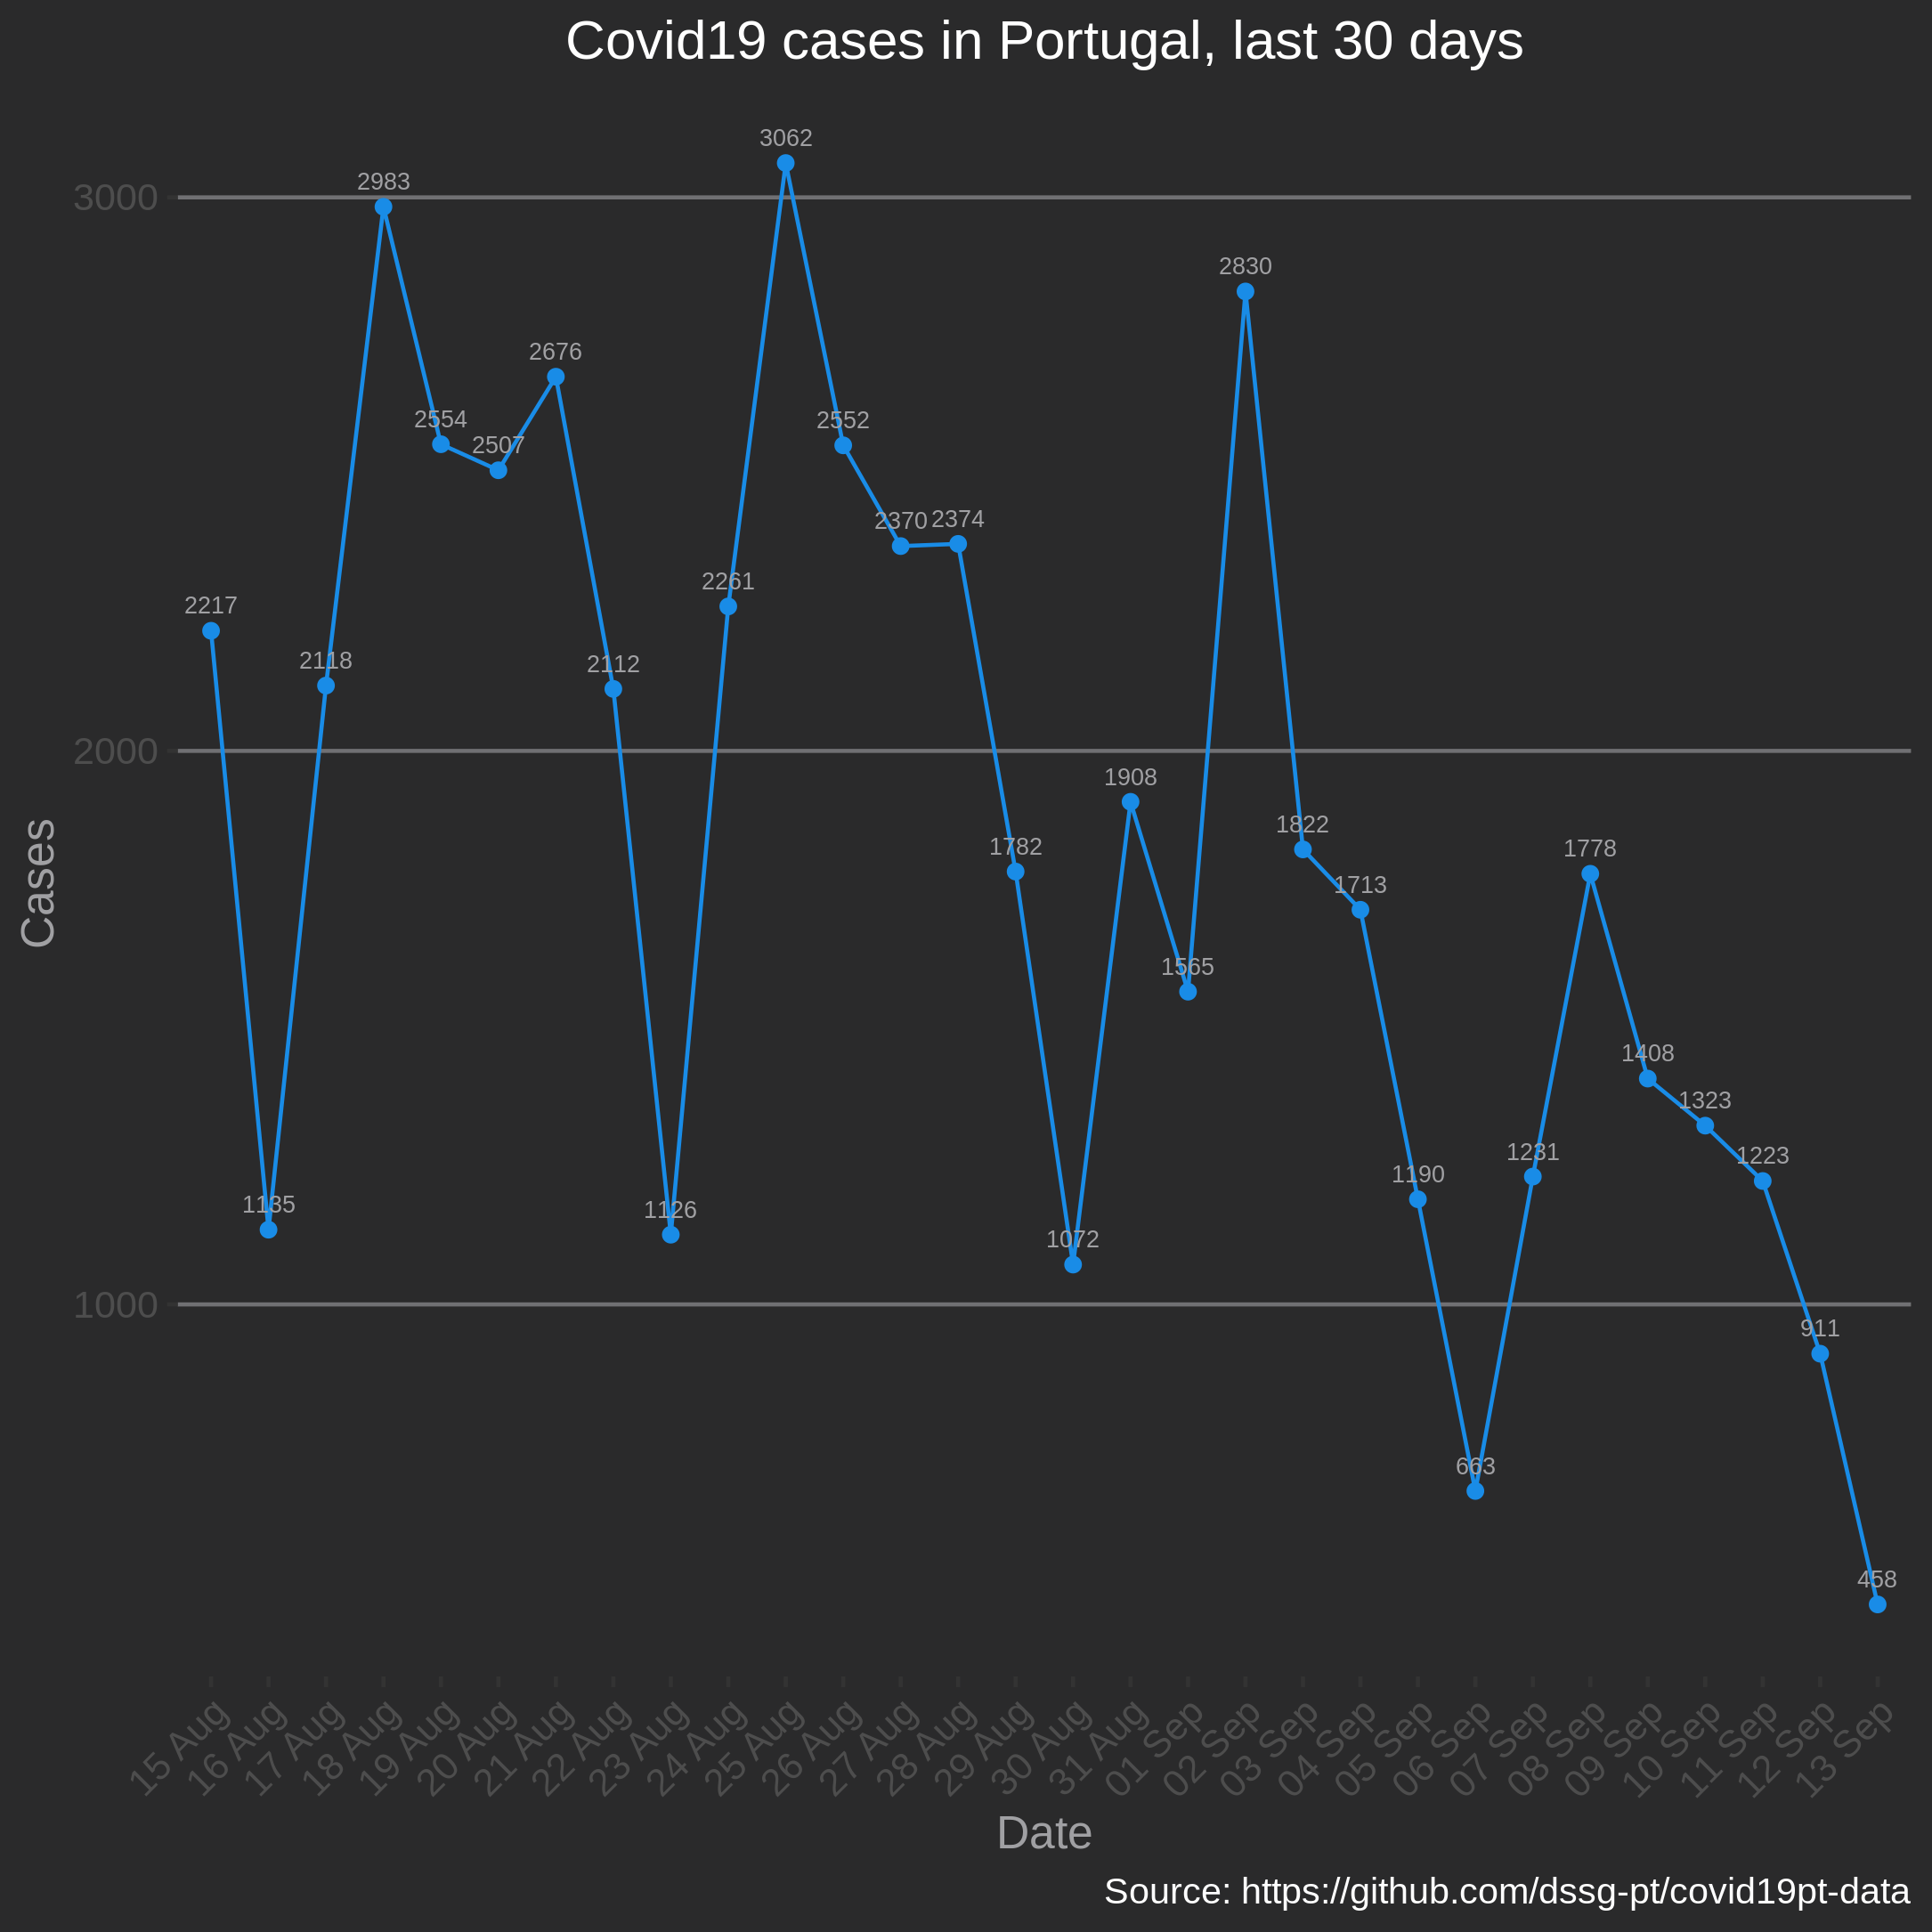 Covid19 cases in Portugal, last 30 days
3062
3000
2983
2830
2676
2554
2552
2507
2370 2374
2261
2217
2118
2112
2000
1908
1822
1782
1778
1713
1565
1408
1323
1231
1223
1190
1135
1126
1072
1000
911
663
458
Cases
15 Aug
16 Aug
17 Aug
18 Aug
19 Aug
20 Aug
21 Aug
22 Aug
23 Aug
24 Aug
25 Aug
26 Aug
27 Aug
28 Aug
29 Aug
30 Aug
31 Aug
01 Sep
02 Sep
03 Sep
04 Sep
05 Sep
06 Sep
07 Sep
08 Sep
09 Sep
10 Sep
11 Sep
12 Sep
13 Sep
Date
Source: https://github.com/dssg-pt/covid19pt-data